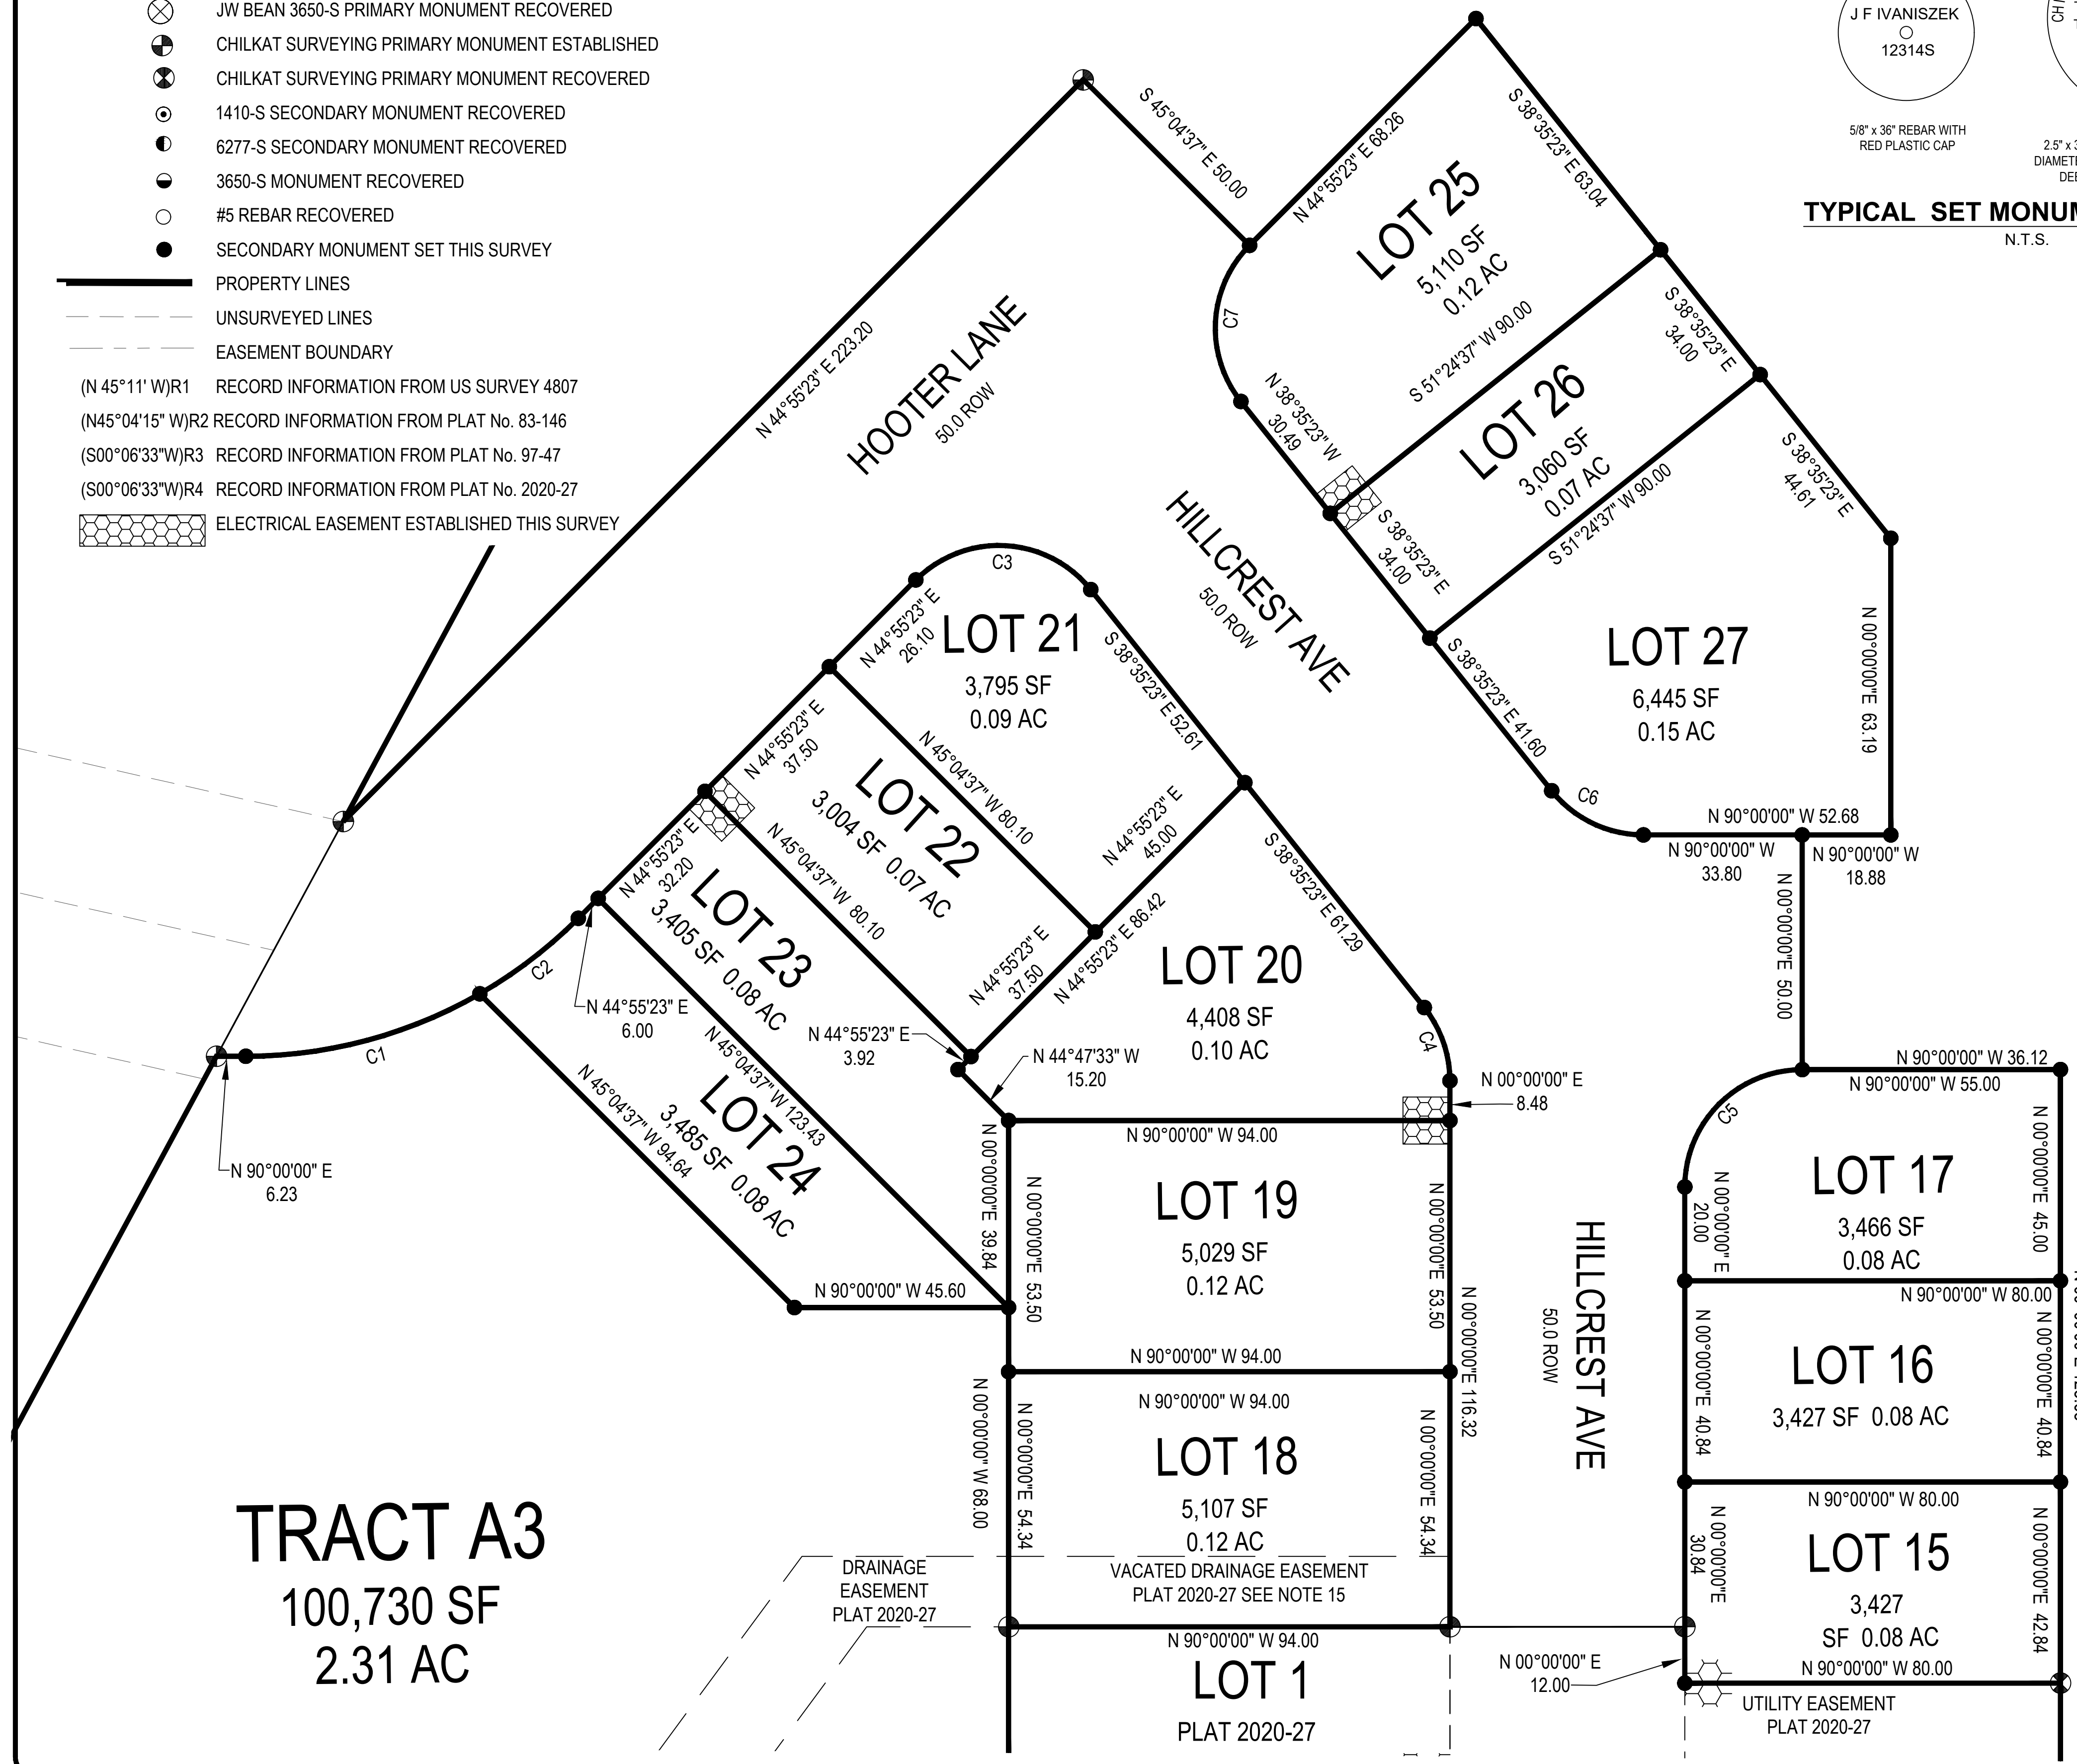 JW BEAN 3650-S PRIMARY MONUMENT RECOVERED
CHILKAT SURVEYING PRIMARY MONUMENT ESTABLISHED
CHILKAT SURVEYING PRIMARY MONUMENT RECOVERED
1410-S SECONDARY MONUMENT RECOVERED
6277-S SECONDARY MONUMENT RECOVERED
3650-S MONUMENT RECOVERED
#5 REBAR RECOVERED
SECONDARY MONUMENT SET THIS SURVEY
PROPERTY LINES
UNSURVEYED LINES
EASEMENT BOUNDARY
(N 45°11' W)R1 RECORD INFORMATION FROM US SURVEY 4807
(N45°04'15" W)R2 RECORD INFORMATION FROM PLAT No. 83-146
(S00°06'33"W)R3 RECORD INFORMATION FROM PLAT No. 97-47
(S00°06'33"W)R4 RECORD INFORMATION FROM PLAT No. 2020-27
ELECTRICAL EASEMENT ESTABLISHED THIS SURVEY
J F IVANISZEK
12314S
5/8" x 36" REBAR WITH
RED PLASTIC CAP
2.5" x
DIAMET
DEE
TYPICAL SET MONUM
N.T.S.
S 45°04'37" E 50.00
N 44°55'23" E 68.26
S 38°35'23" E 63.04
LOT 25
5,110 SF
0.12 AC
C7
N 38°35'23" W
30.49
S 51°24'37" W 90.00
S 38°35'23" E
34.00
LOT 26
3,060 SF
0.07 AC
S 38°35'23" E
34.00
S 51°24'37" W 90.00
S 38°35'23" E
44.61
N 44°55'23" E 223.20
HOOTER LANE
50.0 ROW
HILLCREST AVE
50.0 ROW
C3
N 44°55'23" E
26.10
LOT 21
3,795 SF
0.09 AC
S 38°35'23" E 52.61
S 38°35'23" E 41.60
LOT 27
6,445 SF
0.15 AC
N 00°00'00"E 63.19
C6
N 90°00'00" W 52.68
N 90°00'00" W
33.80
N 90°00'00" W
18.88
N 00°00'00"E 50.00
N 44°55'23" E
37.50
N 45°04'37" W 80.10
LOT 22
3,004 SF 0.07 AC
N 44°55'23" E
45.00
N 44°55'23" E
32.20
N 45°04'37" W 80.10
LOT 23
3,405 SF 0.08 AC
N 44°55'23" E
37.50
N 44°55'23" E 86.42
S 38°35'23" E 61.29
LOT 20
4,408 SF
0.10 AC
C4
C2
N 44°55'23" E
6.00
N 44°55'23" E
3.92
N 44°47'33" W
15.20
N 00°00'00" E
8.48
C1
N 90°00'00" E
6.23
N 45°04'37" W 123.43
LOT 24
3,485 SF 0.08 AC
N 45°04'37" W 94.64
N 90°00'00" W 45.60
N 90°00'00" W 94.00
N 00°00'00"E 39.84
N 00°00'00"E 53.50
LOT 19
5,029 SF
0.12 AC
N 00°00'00"E 53.50
N 90°00'00" W 94.00
N 00°00'00"E 116.32
HILLCREST AVE
50.0 ROW
N 90°00'00" W 36.12
N 90°00'00" W 55.00
C5
N 00°00'00"E
20.00
LOT 17
3,466 SF
0.08 AC
N 00°00'00"E 45.00
N 90°00'00" W 80.00
N 00°00'00"E 40.84
LOT 16
3,427 SF 0.08 AC
N 00°00'00"E 40.84
N 90°00'00" W 80.00
N 00°00'00"E
30.84
LOT 15
3,427
SF 0.08 AC
N 00°00'00"E 42.84
N 90°00'00" W 80.00
N 00°00'00" W 68.00
N 00°00'00"E 54.34
N 90°00'00" W 94.00
LOT 18
5,107 SF
0.12 AC
N 00°00'00"E 54.34
TRACT A3
100,730 SF
2.31 AC
DRAINAGE
EASEMENT
PLAT 2020-27
VACATED DRAINAGE EASEMENT
PLAT 2020-27 SEE NOTE 15
N 90°00'00" W 94.00
LOT 1
PLAT 2020-27
N 00°00'00" E
12.00
UTILITY EASEMENT
PLAT 2020-27